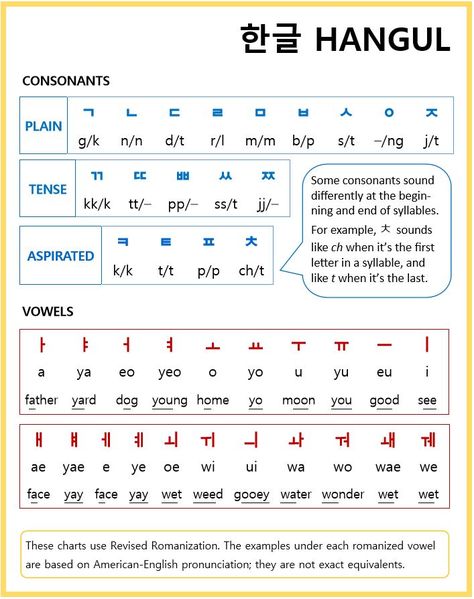 한글 HANGUL
CONSONANTS
PLAIN
ㄱ ㄴ ㄷ ㄹ ㅁ ㅂ ㅅ ㅇ ㅈ
g/k n/n d/t r/l m/m b/p s/t –/ng j/t
TENSE
ㄲ ㄸ ㅃ ㅆ ㅉ
kk/k tt/– pp/– ss/t jj/–
ASPIRATED
ㅋ ㅌ ㅍ ㅊ
k/k t/t p/p ch/t
Some consonants sound
differently at the begin-
ning and end of syllables.
For example, ㅊ sounds
like ch when it's the first
letter in a syllable, and
like t when it's the last.
VOWELS
ㅏ ㅑ ㅓ ㅕ ㅗ ㅛ ㅜ ㅠ ㅡ ㅣ
a ya eo yeo o yo u yu eu i
father yard dog young home yo moon you good see
ㅐ ㅒ ㅔ ㅖ ㅚ ㅟ ㅢ ㅘ ㅝ ㅙ ㅞ
ae yae e ye oe wi ui wa wo wae we
face yay face yay wet weed gooey water wonder wet wet
These charts use Revised Romanization. The examples under each romanized vowel
are based on American-English pronunciation; they are not exact equivalents.